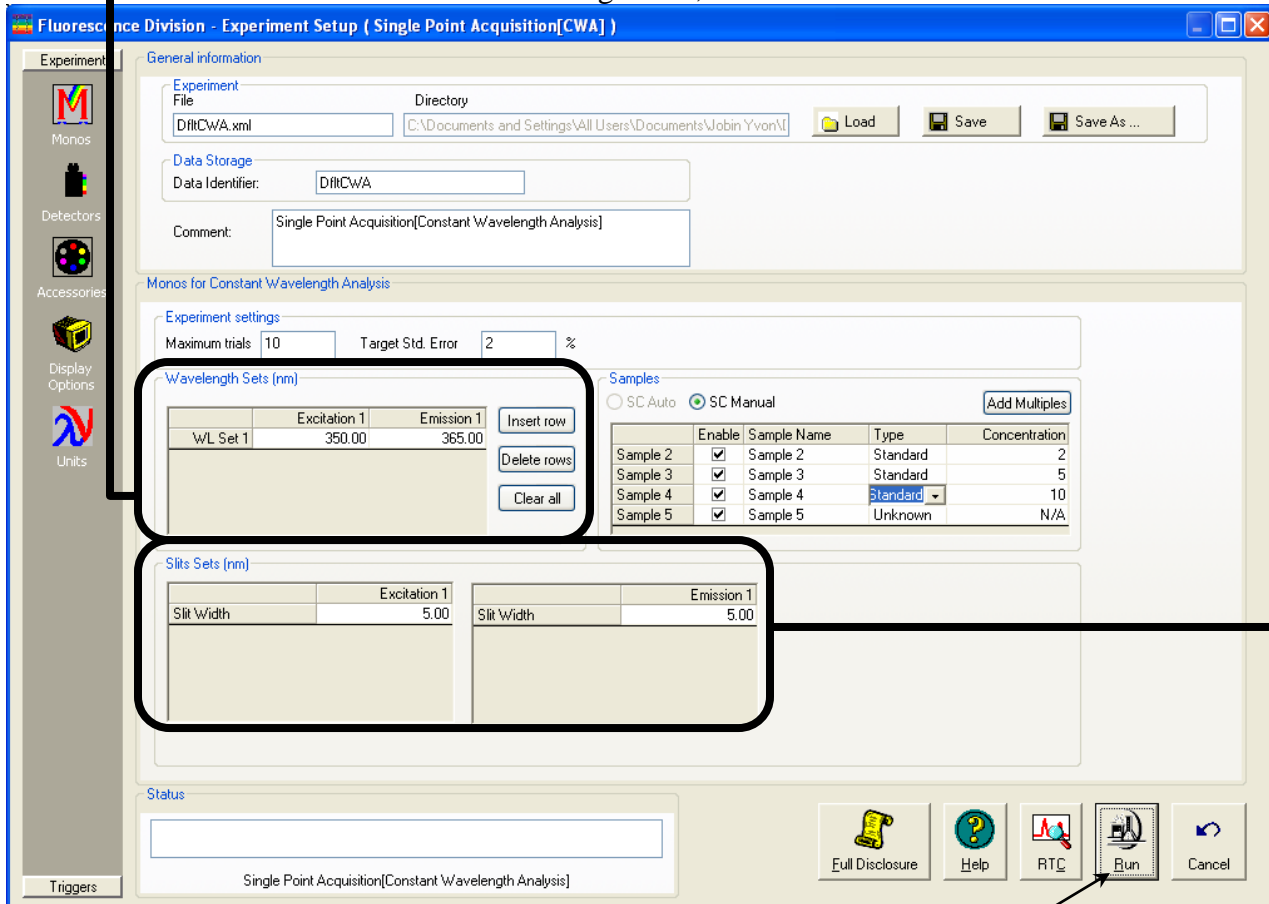 Fluorescence Division - Experiment Setup ( Single Point Acquisition[CWA] )
Experiment
Monos
Detectors
Accessories
Display
Options
Units
Triggers
General information
Experiment
File Directory
DfltCWA.xml C:\Documents and Settings\All Users\Documents\Jobin Yvon\ Load Save Save As ...
Data Storage
Data Identifier: DfltCWA
Comment: Single Point Acquisition[Constant Wavelength Analysis]
Monos for Constant Wavelength Analysis
Experiment settings
Maximum trials 10 Target Std. Error 2 %
Wavelength Sets (nm)
Excitation 1 Emission 1
WL Set 1 350.00 365.00
Insert row
Delete rows
Clear all
Samples
SC Auto SC Manual Add Multiples
Enable Sample Name Type Concentration
Sample 2 Sample 2 Standard 2
Sample 3 Sample 3 Standard 5
Sample 4 Sample 4 Standard 10
Sample 5 Sample 5 Unknown N/A
Slits Sets (nm)
Excitation 1
Slit Width 5.00
Emission 1
Slit Width 5.00
Status
Single Point Acquisition[Constant Wavelength Analysis]
Full Disclosure Help RTC Run Cancel